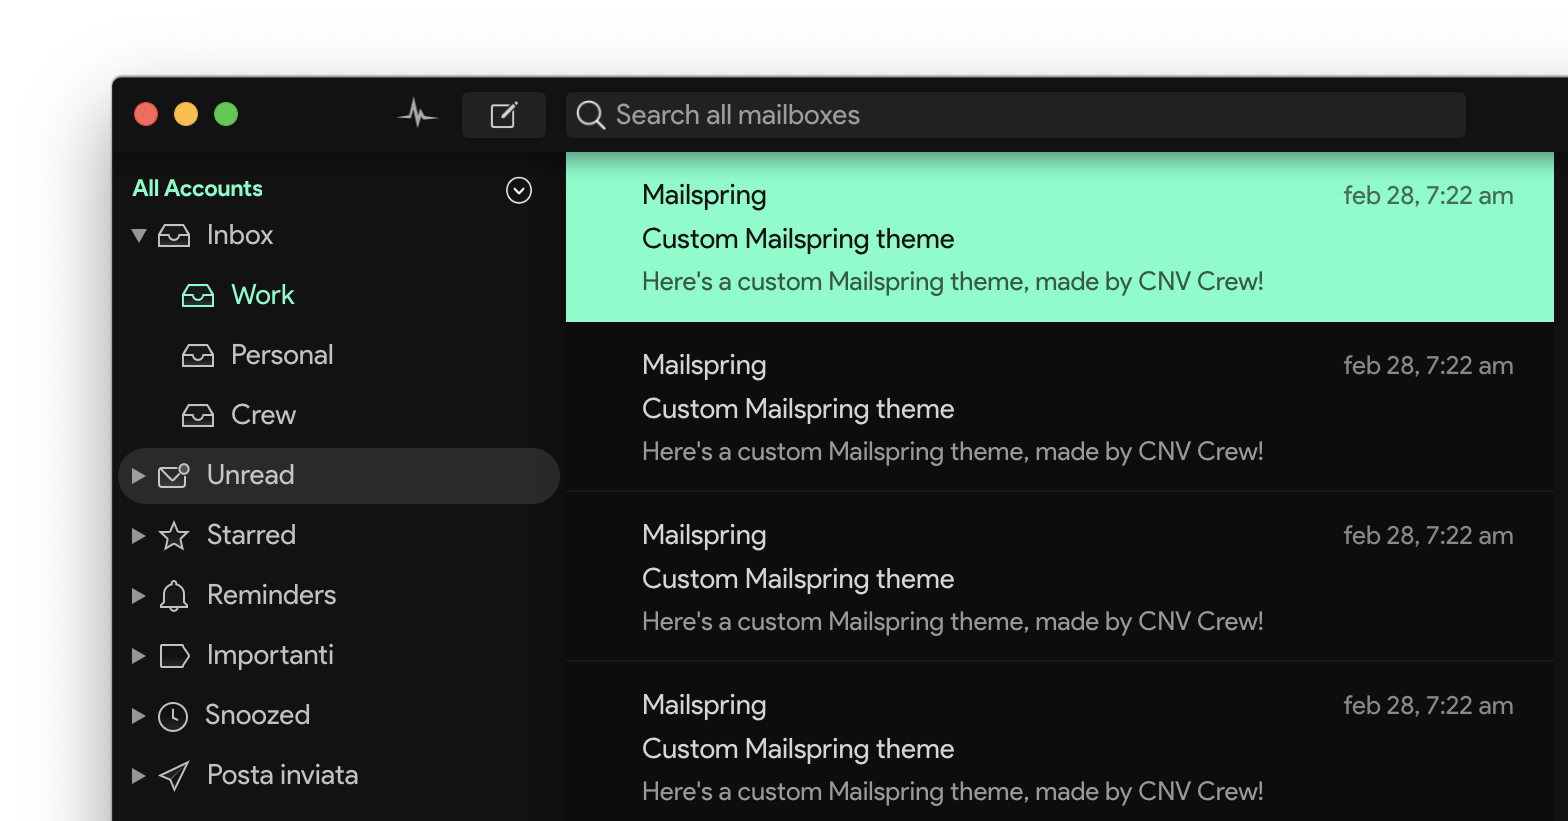 Search all mailboxes
All Accounts
Inbox
Work
Personal
Crew
Unread
Starred
Reminders
Importanti
Snoozed
Posta inviata
Mailspring feb 28, 7:22 am
Custom Mailspring theme
Here's a custom Mailspring theme, made by CNV Crew!
Mailspring feb 28, 7:22 am
Custom Mailspring theme
Here's a custom Mailspring theme, made by CNV Crew!
Mailspring feb 28, 7:22 am
Custom Mailspring theme
Here's a custom Mailspring theme, made by CNV Crew!
Mailspring feb 28, 7:22 am
Custom Mailspring theme
Here's a custom Mailspring theme, made by CNV Crew!